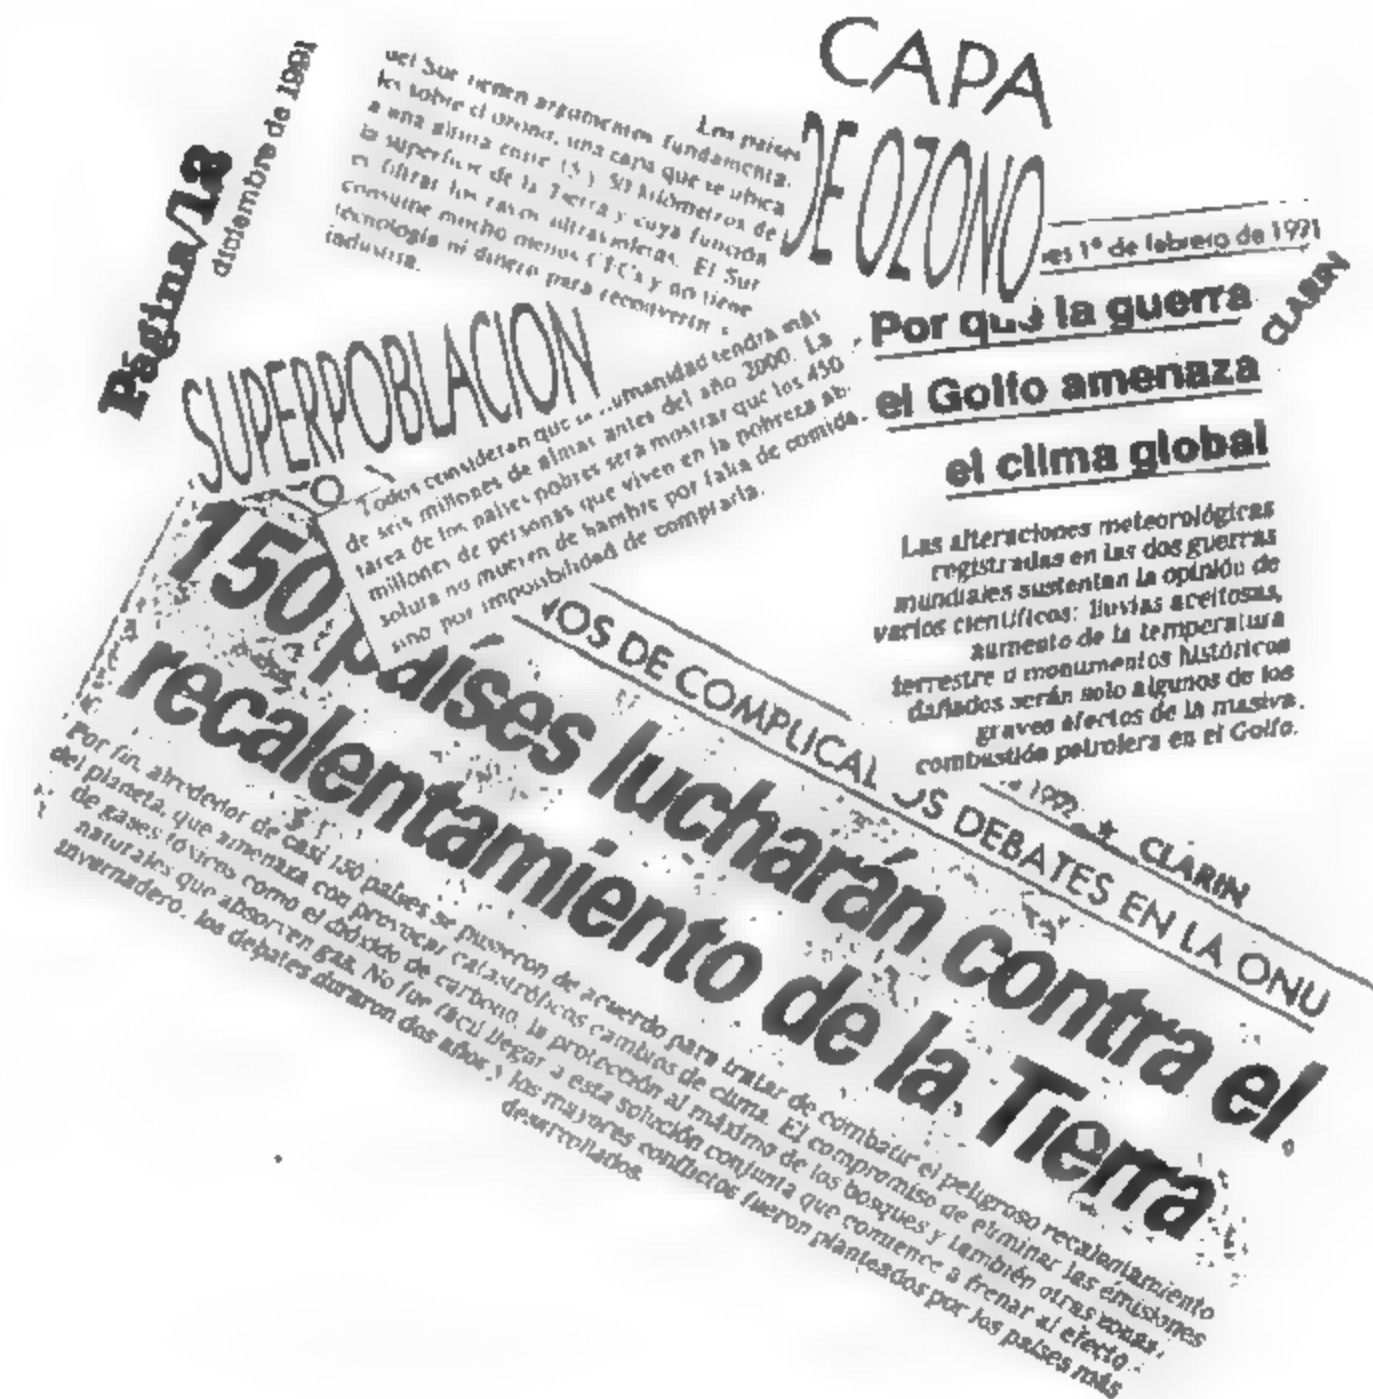 Página/12
diciembre de 1991
Los países
del Sur tienen argumentos fundamenta-
les sobre el ozono, una capa que se ubica
a una altura entre 15 y 50 kilómetros de
la superficie de la Tierra y cuya función
es filtrar los rayos ultravioletas. El Sur
consume mucho menos CFC's y no tiene
tecnología ni dinero para reconvertir
industria.
CAPA
DE OZONO
es 1º de febrero de 1991
CLARIN
Por qué la guerra
el Golfo amenaza
el clima global
Las alteraciones meteorológicas
registradas en las dos guerras
mundiales sustentan la opinión de
varios científicos: lluvias aceitosas,
aumento de la temperatura
terrestre o monumentos históricos
dañados serán solo algunos de los
graves efectos de la masiva
combustión petrolera en el Golfo.
SUPERPOBLACION
Todos consideran que la humanidad tendrá más
de seis millones de almas antes del año 2000. La
tarea de los países pobres será mostrar que los 450
millones de personas que viven en la pobreza ab-
soluta no mueren de hambre por falta de comida,
sino por imposibilidad de comprarla.
1992 ★ CLARIN
ÑOS DE COMPLICAD OS DEBATES EN LA ONU
150 países lucharán contra el
recalentamiento de la Tierra
Por fin, alrededor de casi 150 países se pusieron de acuerdo para tratar de combatir el peligroso recalentamiento
del planeta, que amenaza con provocar catastróficos cambios de clima. El compromiso de eliminar las emisiones
de gases tóxicos como el dióxido de carbono, la protección al máximo de los bosques y también otras zonas
naturales que absorven gas. No fue fácil llegar a esta solución conjunta que comience a frenar al efecto
invernadero, los debates duraron dos años y los mayores conflictos fueron planteados por los países más
desarrollados.